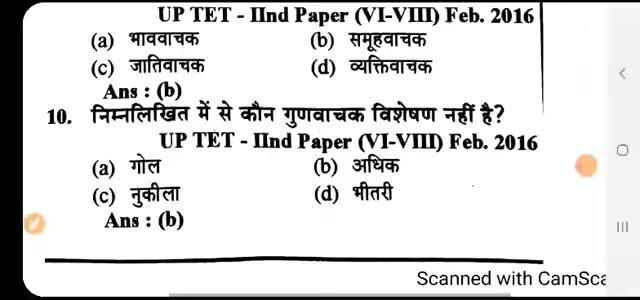 UP TET - IInd Paper (VI-VIII) Feb. 2016
(a) भाववाचक (b) समूहवाचक
(c) जातिवाचक (d) व्यक्तिवाचक
Ans : (b)
10. निम्नलिखित में से कौन गुणवाचक विशेषण नहीं है?
UP TET - IInd Paper (VI-VIII) Feb. 2016
(a) गोल (b) अधिक
(c) नुकीला (d) भीतरी
Ans : (b)
Scanned with CamSca